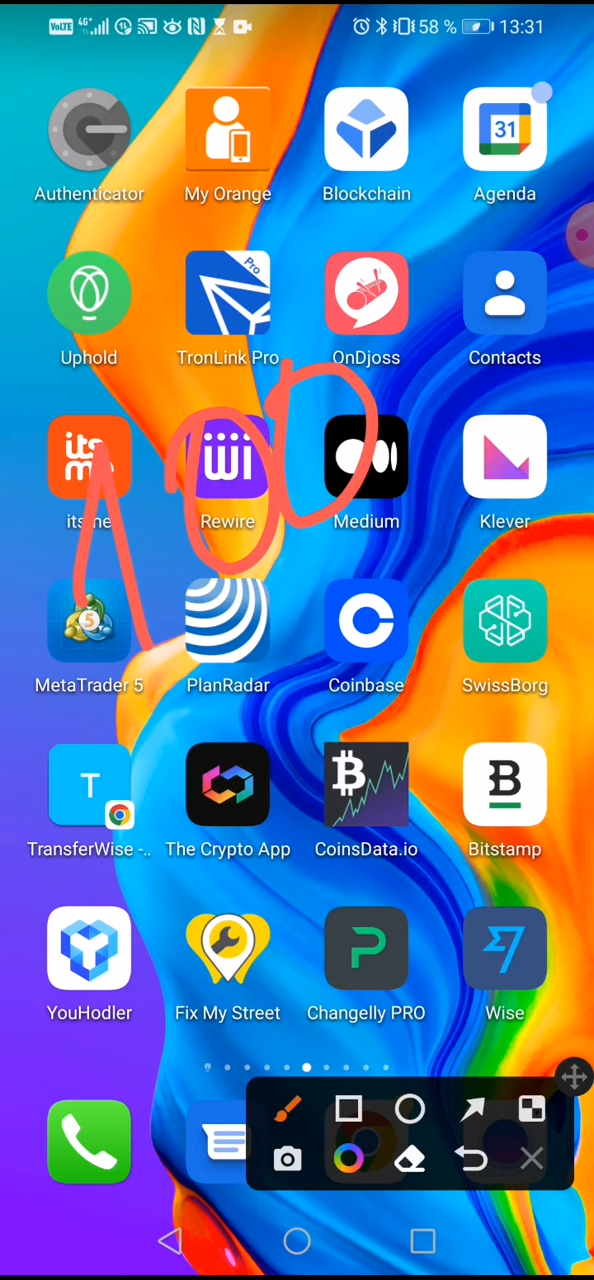 VoLTE 4G+ 58 % 13:31
31
Authenticator My Orange Blockchain Agenda
Pro
Uphold TronLink Pro OnDjoss Contacts
Rewire Medium Klever
5
MetaTrader 5 PlanRadar Coinbase SwissBorg
T
TransferWise -.. The Crypto App CoinsData.io Bitstamp
YouHodler Fix My Street Changelly PRO Wise